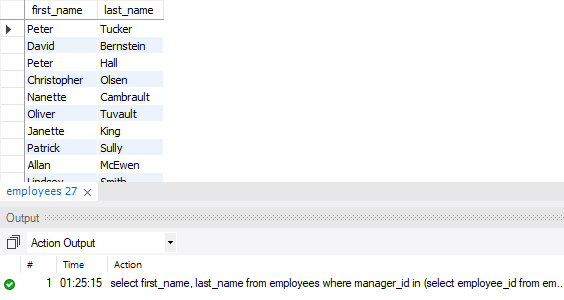 first_name last_name
Peter Tucker
David Bernstein
Peter Hall
Christopher Olsen
Nanette Cambrault
Oliver Tuvault
Janette King
Patrick Sully
Allan McEwen
Lindsey Smith
employees 27
Output
Action Output
# Time Action
1 01:25:15 select first_name, last_name from employees where manager_id in (select employee_id from em...